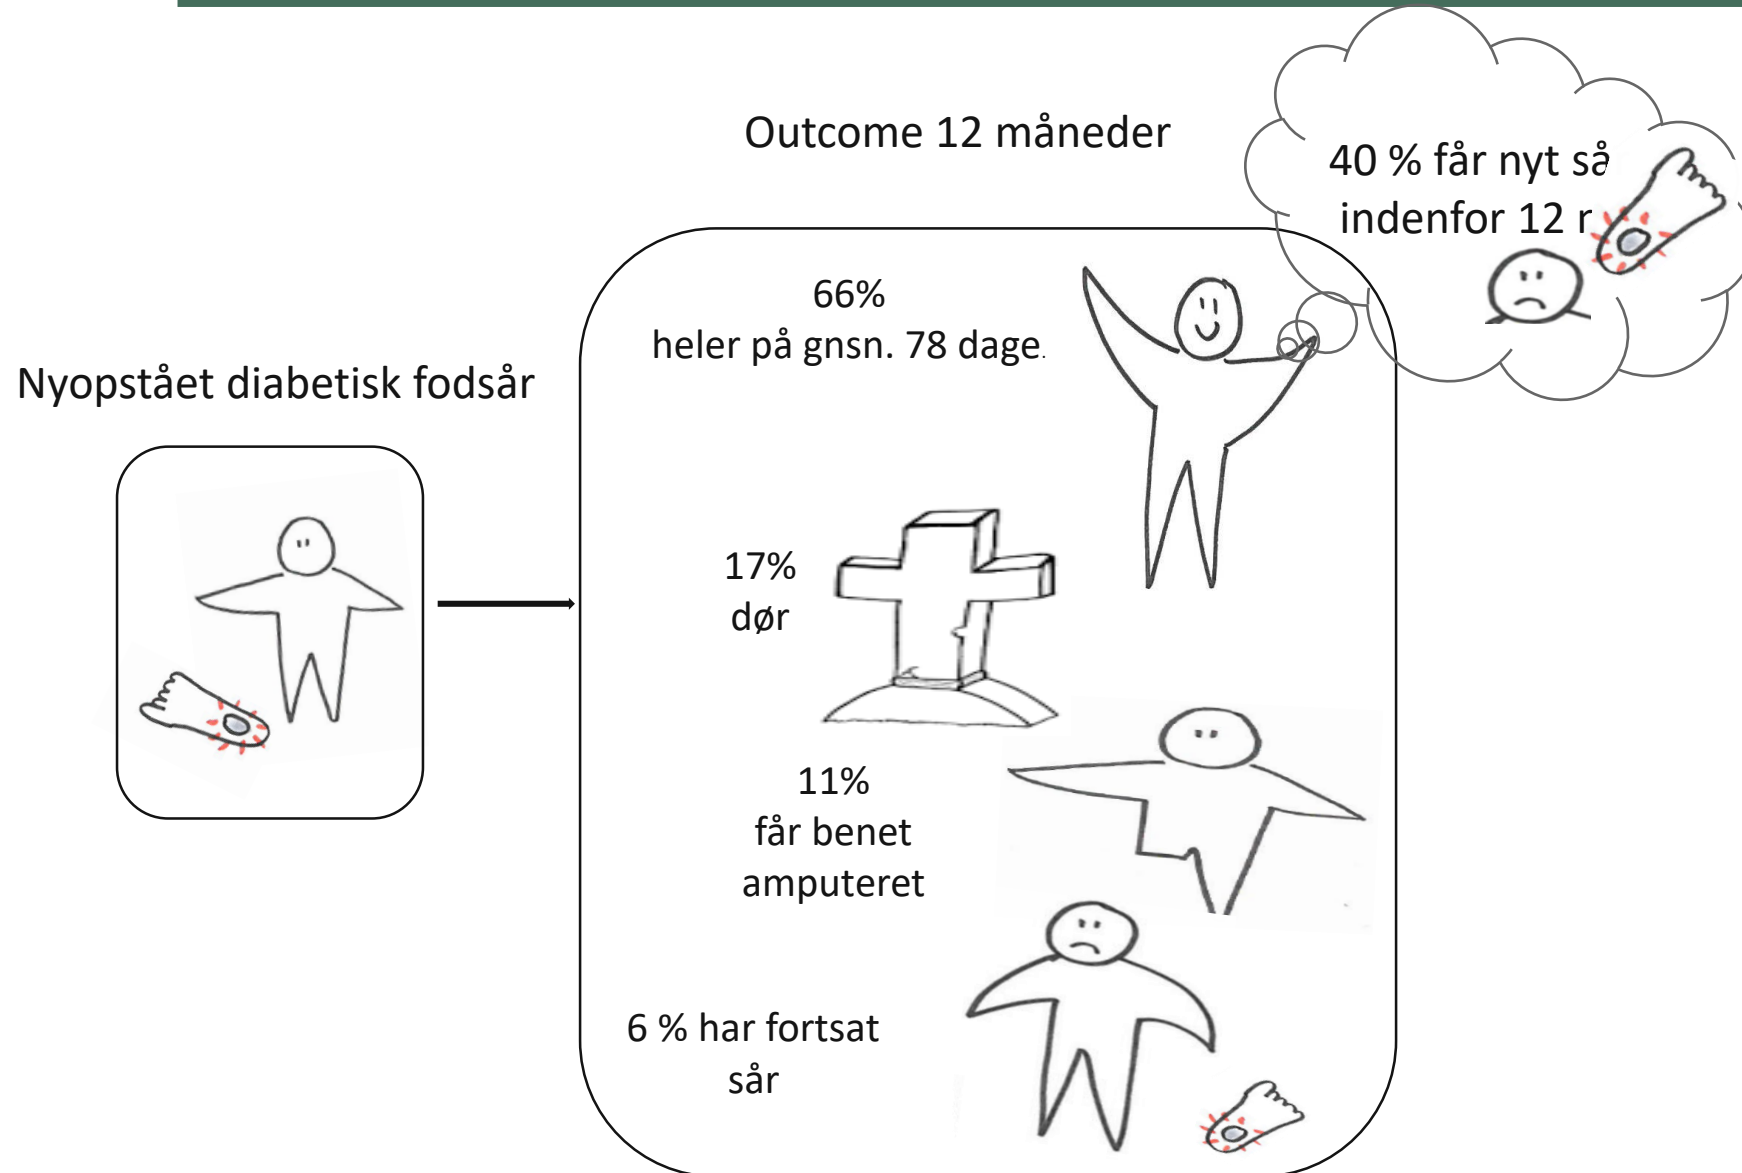 Outcome 12 måneder
40 % får nyt
indenfor 12
66%
heler på gnsn. 78 dage.
Nyopstået diabetisk fodsår
17%
dør
11%
får benet
amputeret
6 % har fortsat
sår